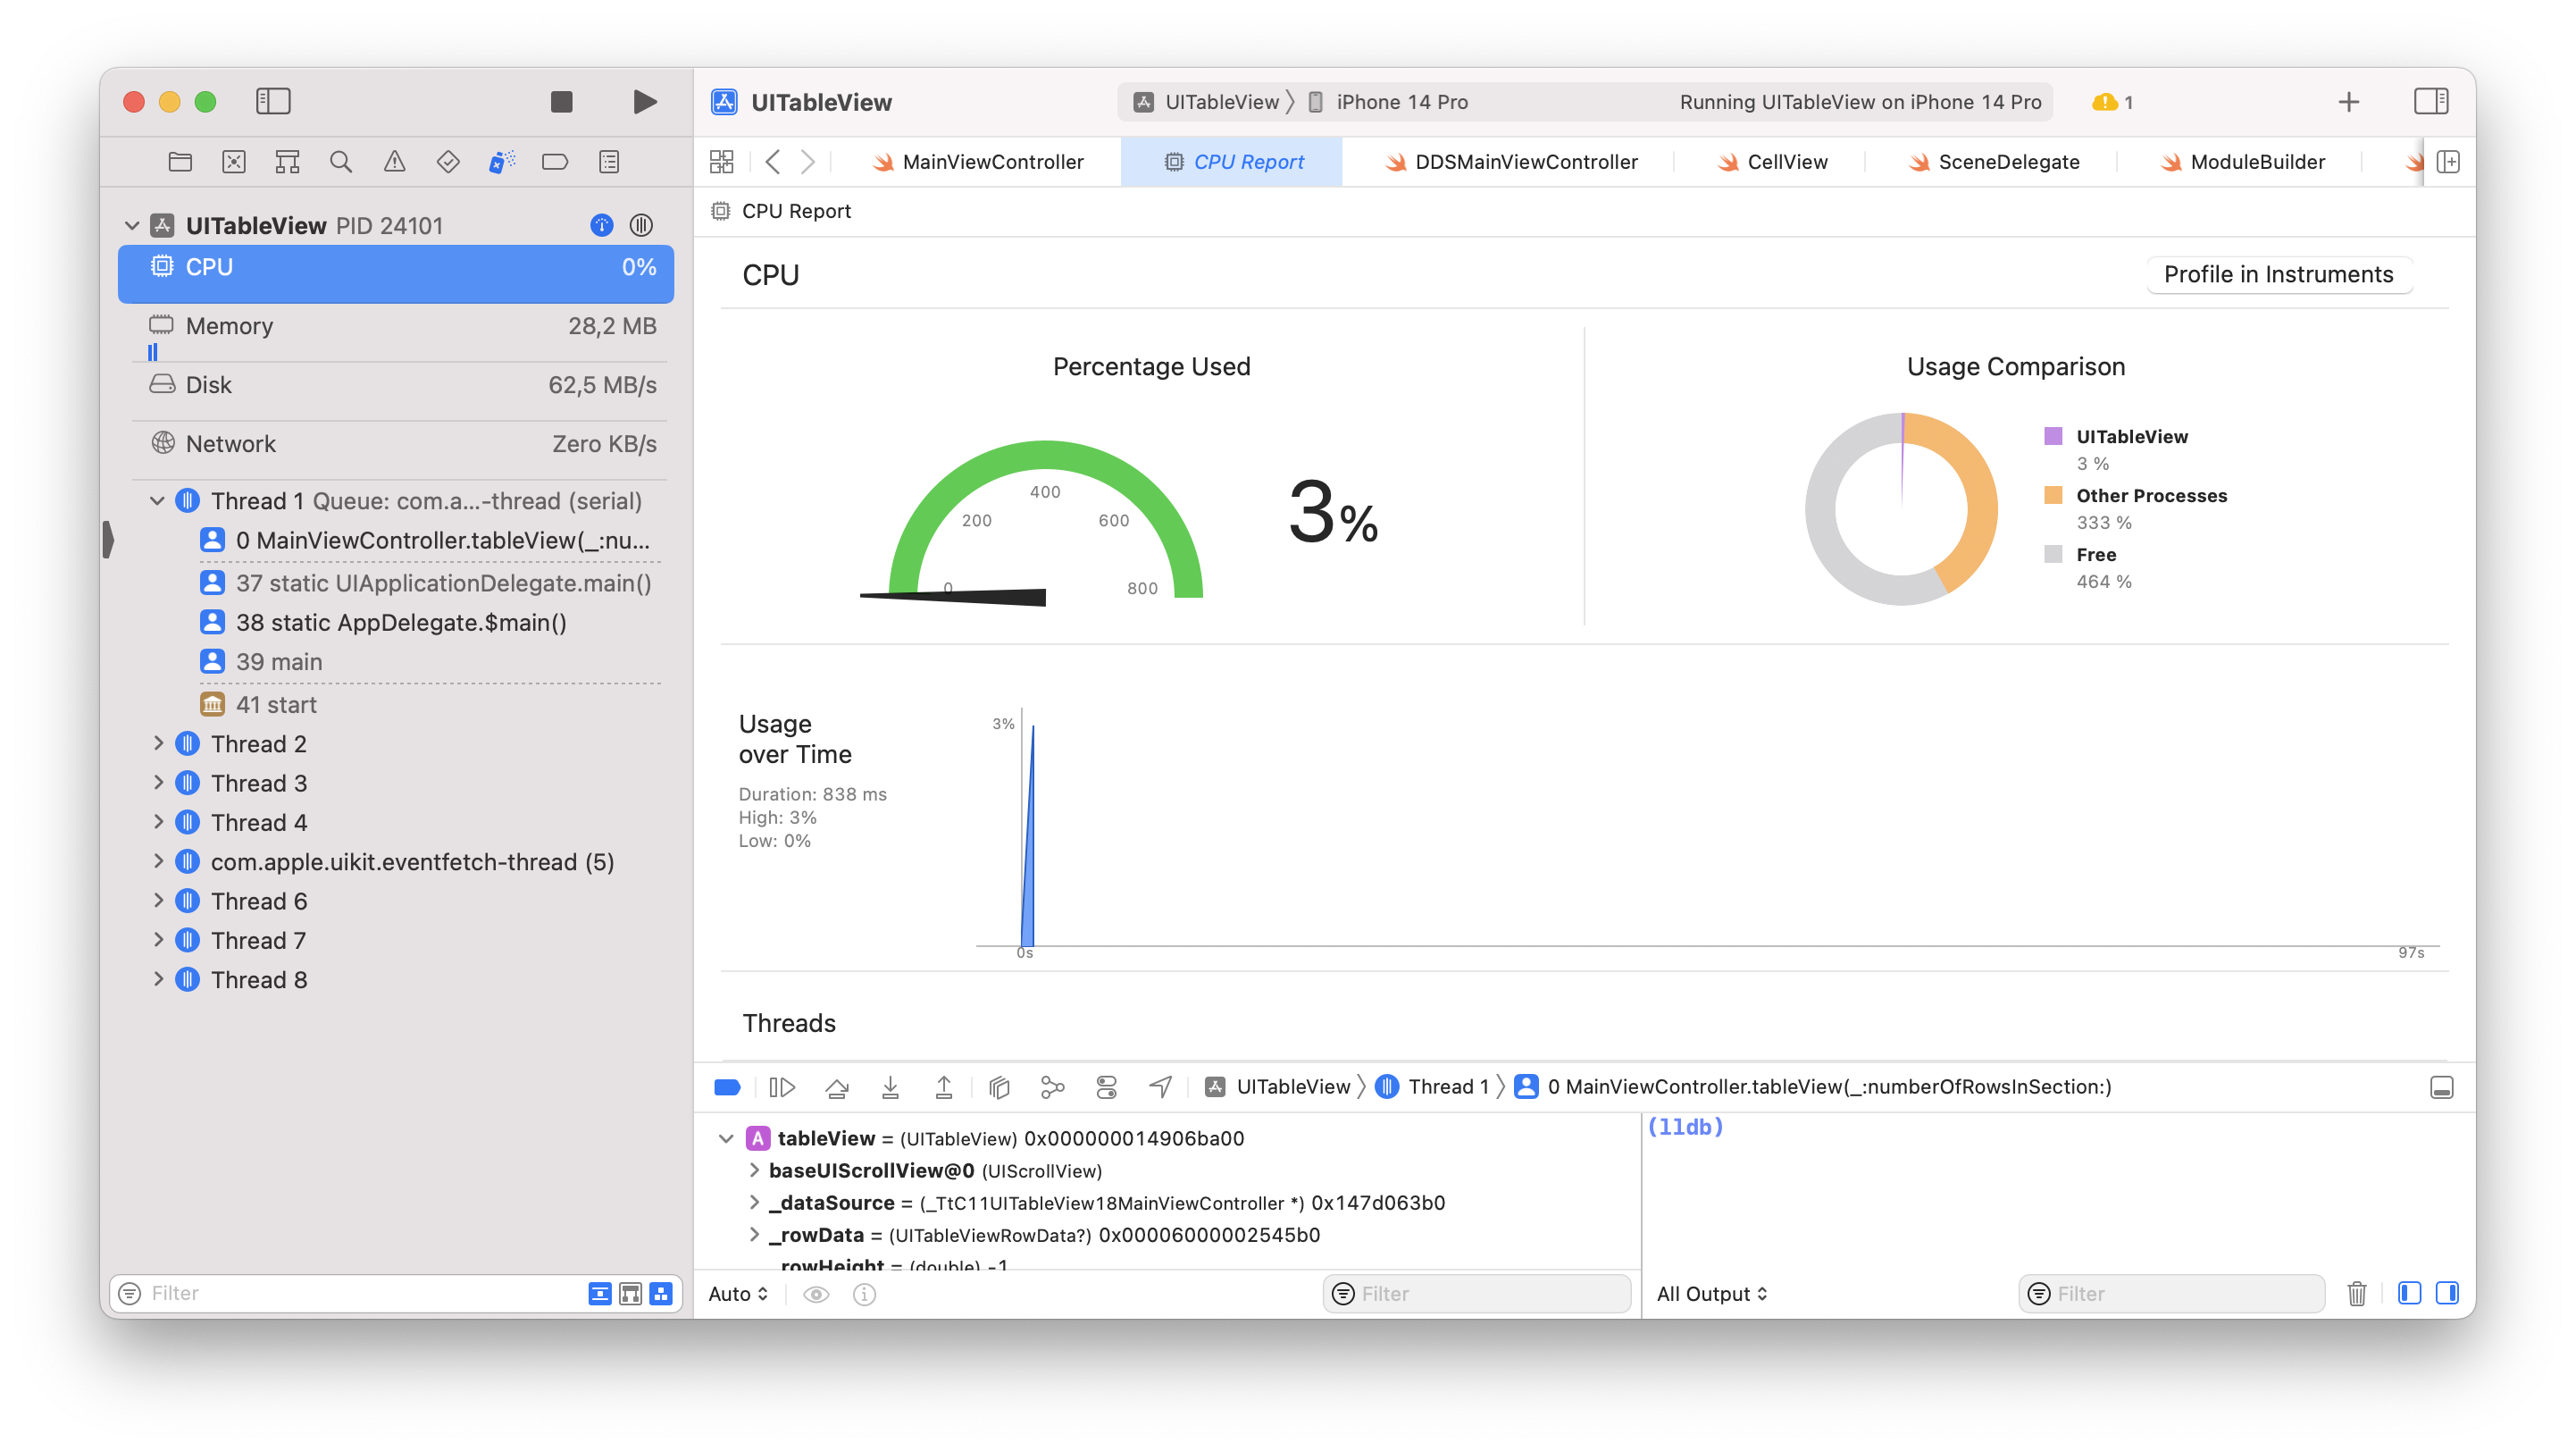 UITableView
UITableView
iPhone 14 Pro
Running UITableView on iPhone 14 Pro
1
MainViewController
CPU Report
DDSMainViewController
CellView
SceneDelegate
ModuleBuilder
CPU Report
UITableView PID 24101
CPU 0%
Memory 28,2 MB
Disk 62,5 MB/s
Network Zero KB/s
Thread 1 Queue: com.a...-thread (serial)
0 MainViewController.tableView(_:nu...
37 static UIApplicationDelegate.main()
38 static AppDelegate.$main()
39 main
41 start
Thread 2
Thread 3
Thread 4
com.apple.uikit.eventfetch-thread (5)
Thread 6
Thread 7
Thread 8
Filter
CPU
Profile in Instruments
Percentage Used
0
200
400
600
800
3%
Usage Comparison
UITableView
3 %
Other Processes
333 %
Free
464 %
Usage
over Time
Duration: 838 ms
High: 3%
Low: 0%
3%
0s
97s
Threads
UITableView
Thread 1
0 MainViewController.tableView(_:numberOfRowsInSection:)
A tableView = (UITableView) 0x000000014906ba00
baseUIScrollView@0 (UIScrollView)
_dataSource = (_TtC11UITableView18MainViewController *) 0x147d063b0
_rowData = (UITableViewRowData?) 0x00006000002545b0
_rowHeight = (double) -1
Auto
Filter
(lldb)
All Output
Filter